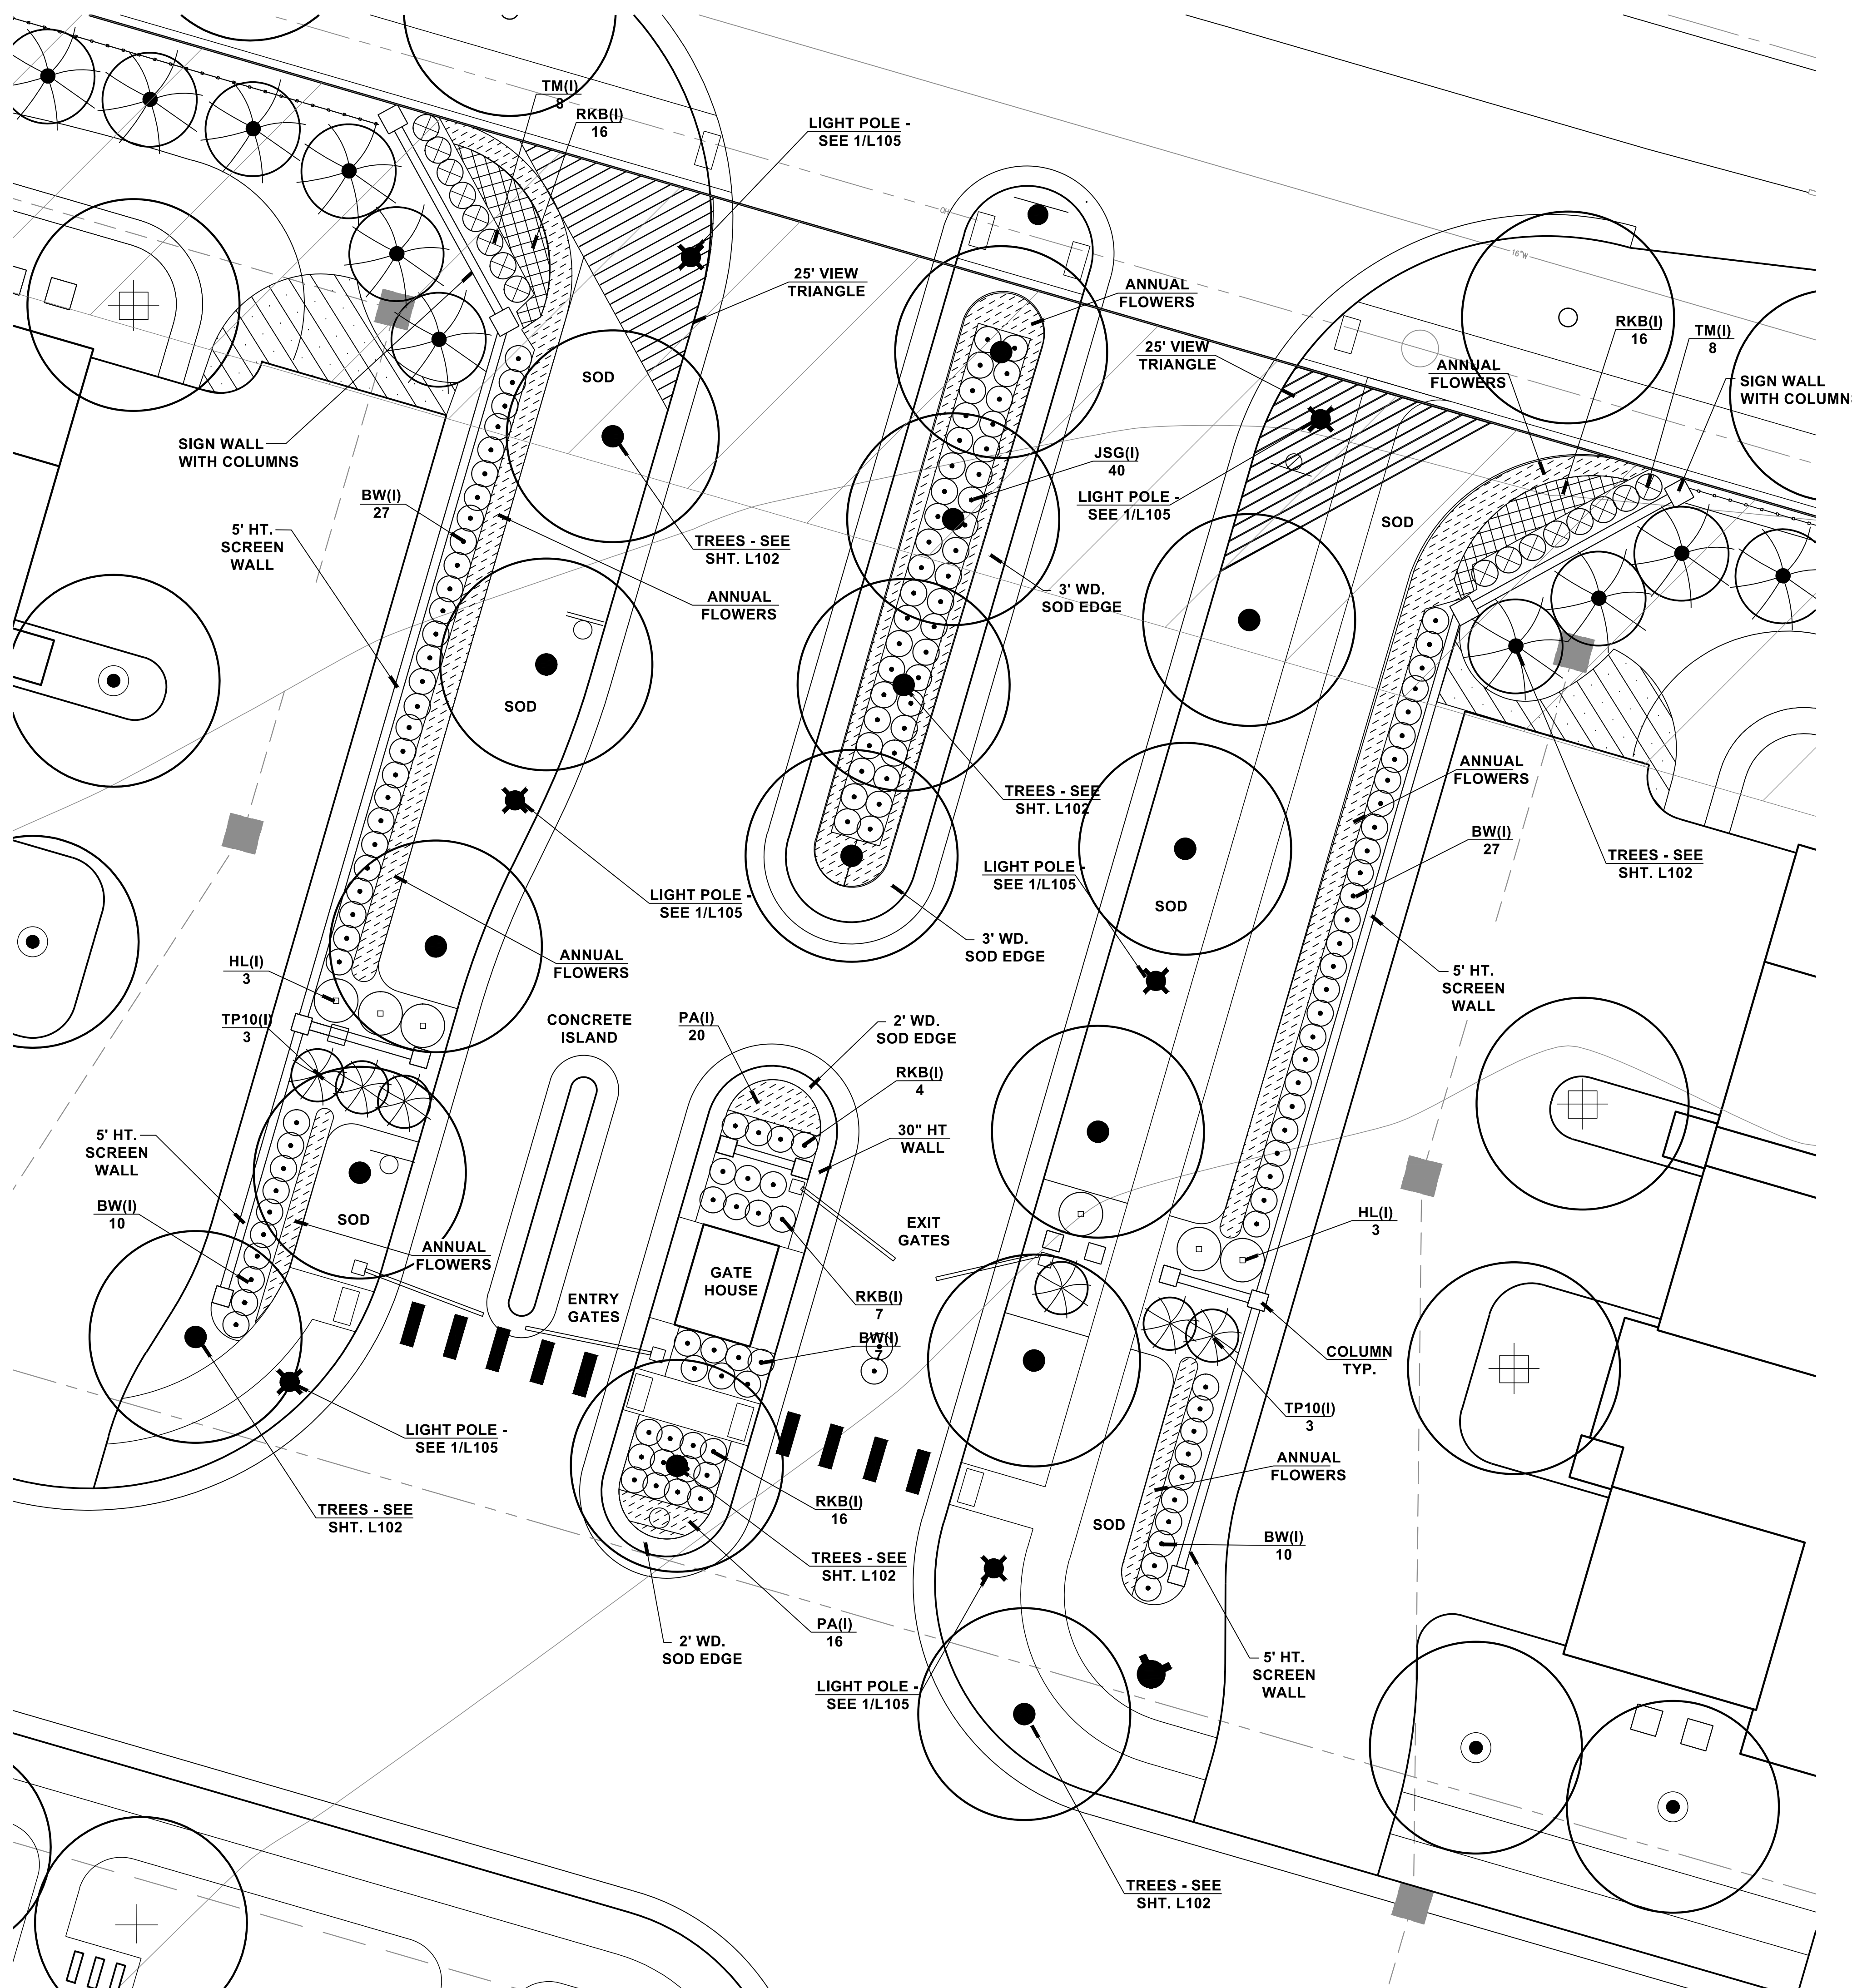 TM(I)
8
RKB(I)
16
LIGHT POLE -
SEE 1/L105
OH
25' VIEW
TRIANGLE
ANNUAL
FLOWERS
16"W
RKB(I)
16
TM(I)
8
25' VIEW
TRIANGLE
ANNUAL
FLOWERS
SIGN WALL
WITH COLUMNS
SOD
SIGN WALL
WITH COLUMNS
JSG(I)
40
BW(I)
27
LIGHT POLE -
SEE 1/L105
SOD
5' HT.
SCREEN
WALL
TREES - SEE
SHT. L102
ANNUAL
FLOWERS
3' WD.
SOD EDGE
SOD
ANNUAL
FLOWERS
TREES - SEE
SHT. L102
BW(I)
27
TREES - SEE
SHT. L102
LIGHT POLE -
SEE 1/L105
LIGHT POLE -
SEE 1/L105
SOD
3' WD.
SOD EDGE
ANNUAL
FLOWERS
HL(I)
3
5' HT.
SCREEN
WALL
TP10(I)
3
CONCRETE
ISLAND
PA(I)
20
2' WD.
SOD EDGE
RKB(I)
4
30" HT
WALL
5' HT.
SCREEN
WALL
BW(I)
10
SOD
ANNUAL
FLOWERS
EXIT
GATES
HL(I)
3
GATE
HOUSE
ENTRY
GATES
RKB(I)
7
BW(I)
7
COLUMN
TYP.
TP10(I)
3
LIGHT POLE -
SEE 1/L105
ANNUAL
FLOWERS
TREES - SEE
SHT. L102
RKB(I)
16
SOD
BW(I)
10
TREES - SEE
SHT. L102
PA(I)
16
2' WD.
SOD EDGE
5' HT.
SCREEN
WALL
LIGHT POLE -
SEE 1/L105
TREES - SEE
SHT. L102